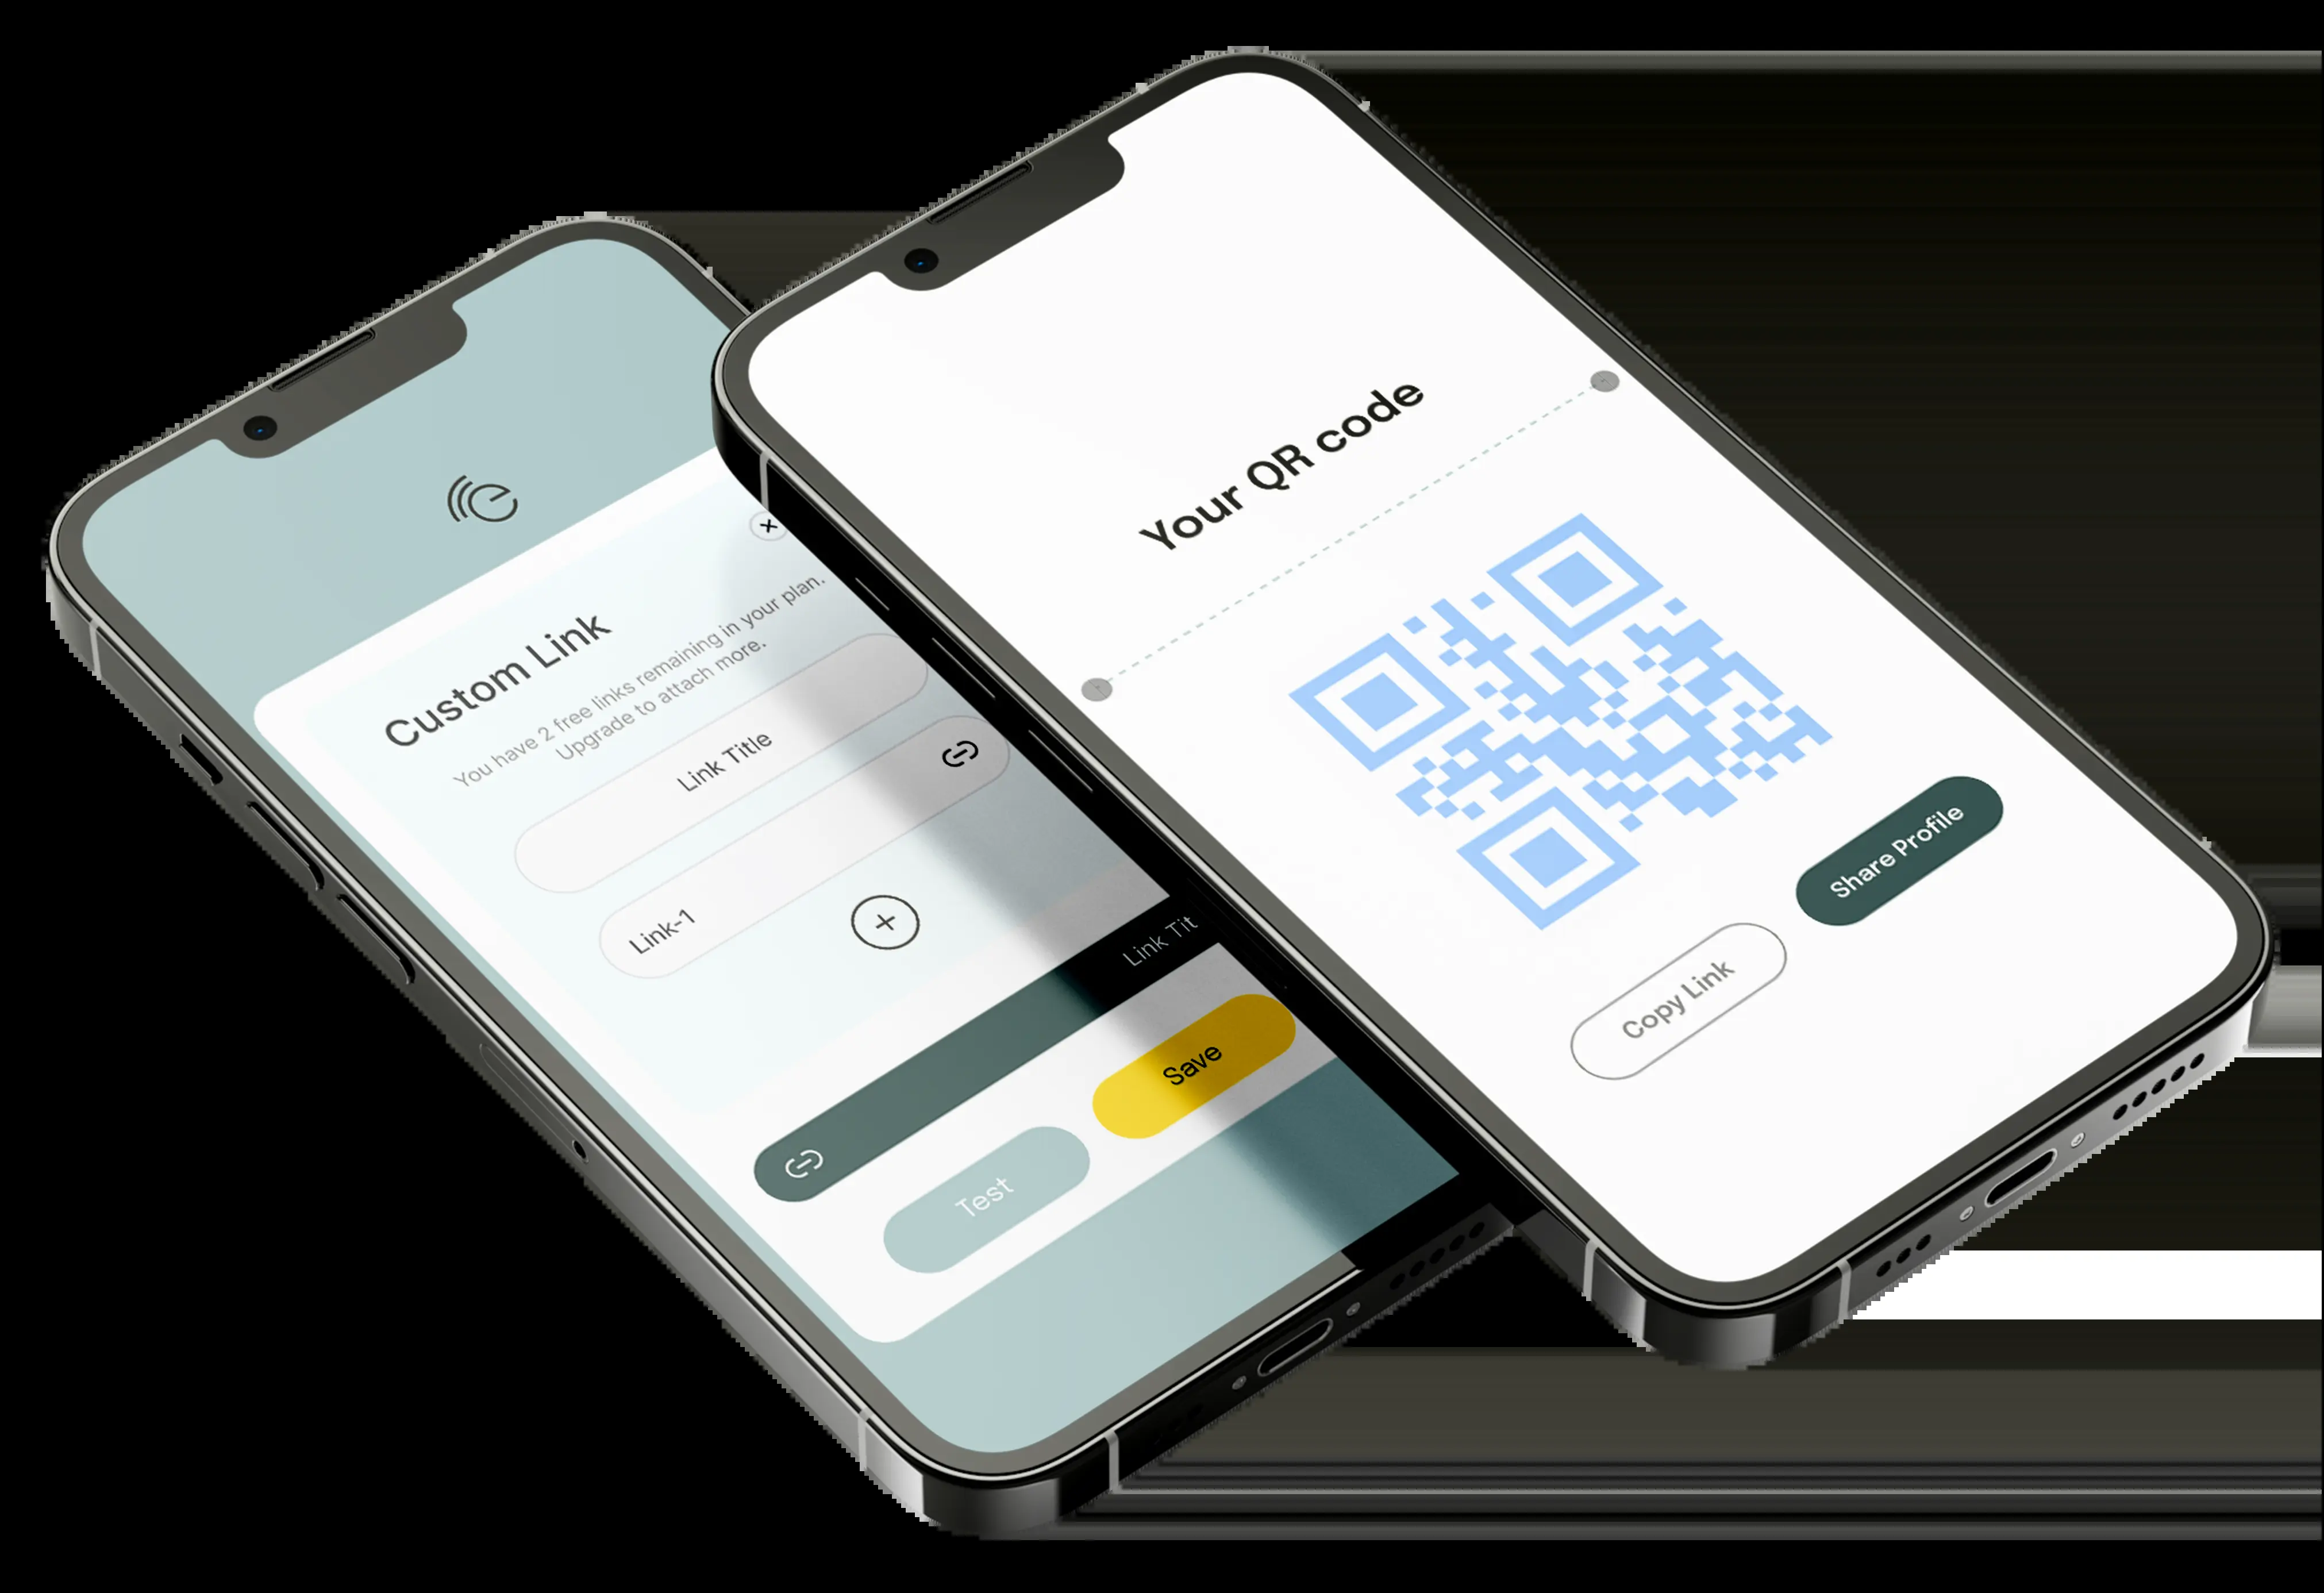 Custom Link
You have 2 free links remaining in your plan.
Upgrade to attach more.
Link Title
Link-1
Link Tit
Save
Test
Your QR code
Share Profile
Copy Link